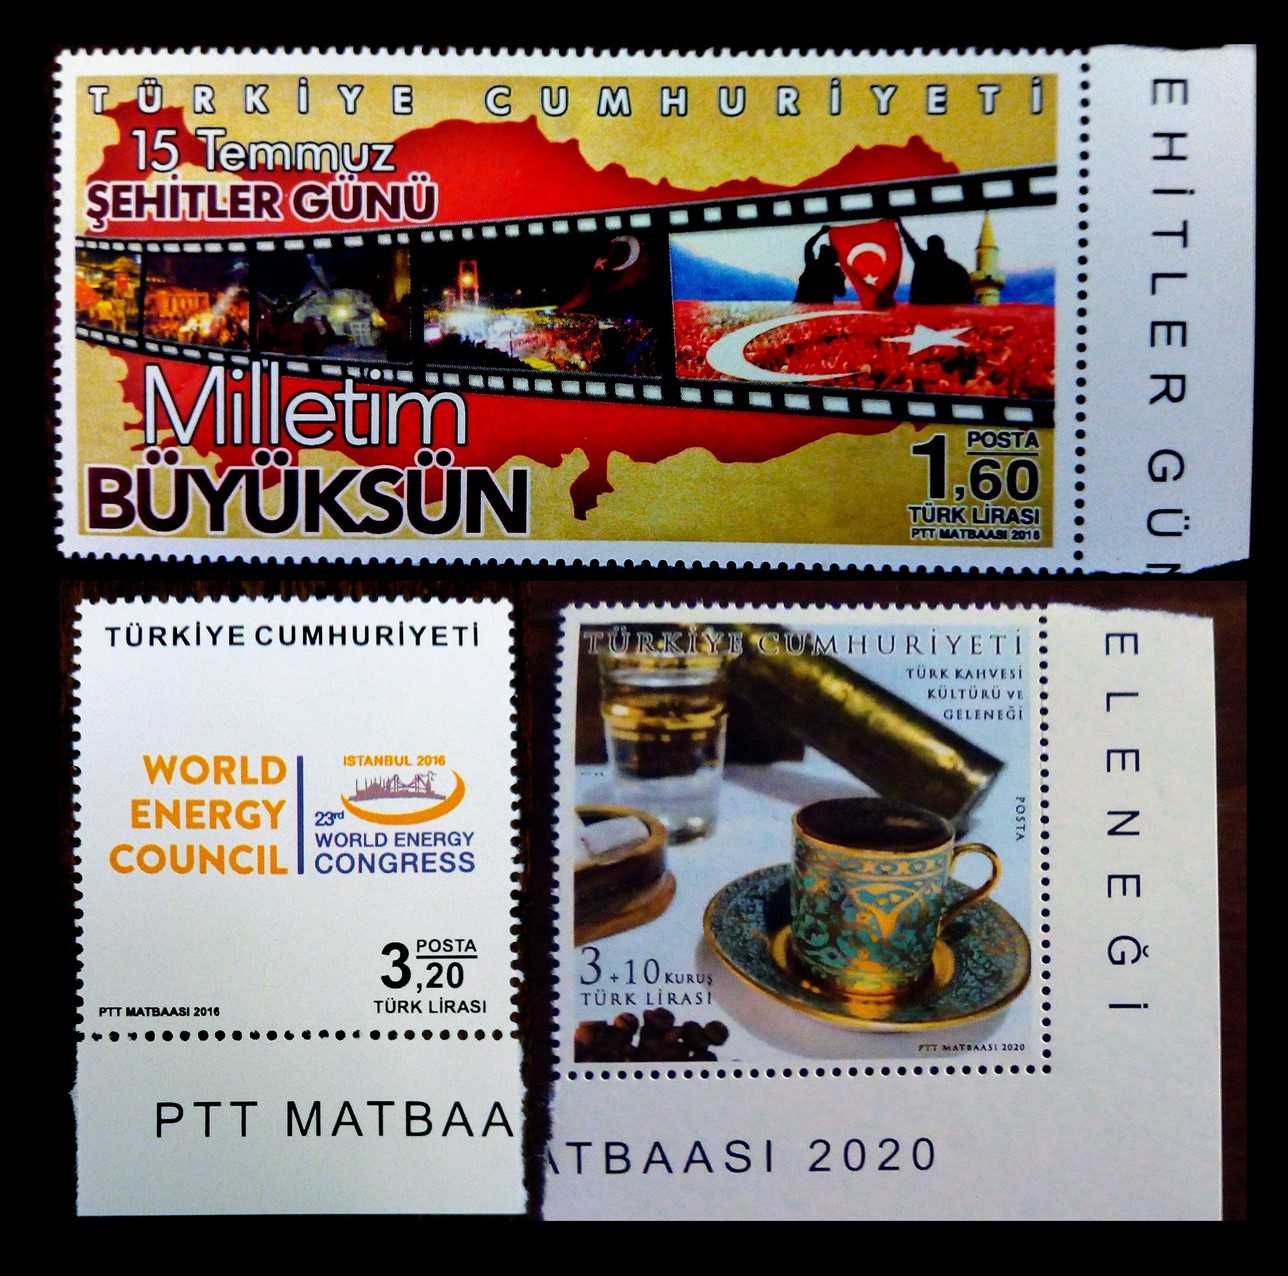 TÜRKİYE CUMHURİYETİ
15 Temmuz
ŞEHİTLER GÜNÜ
Milletim
BÜYÜKSÜN
POSTA
1,60
TÜRK LİRASI
PTT MATBAASI 2016
EHİTLER GÜN
TÜRKİYE CUMHURİYETİ
WORLD
ENERGY
COUNCIL
ISTANBUL 2016
23rd
WORLD ENERGY
CONGRESS
POSTA
3,20
TÜRK LİRASI
PTT MATBAASI 2016
PTT MATBAA
TÜRKİYE CUMHURİYETİ
TÜRK KAHVESİ
KÜLTÜRÜ VE
GELENEĞİ
POSTA
3 +10 KURUŞ
TÜRK LİRASI
PTT MATBAASI 2020
ELENEĞİ
ATBAASI 2020